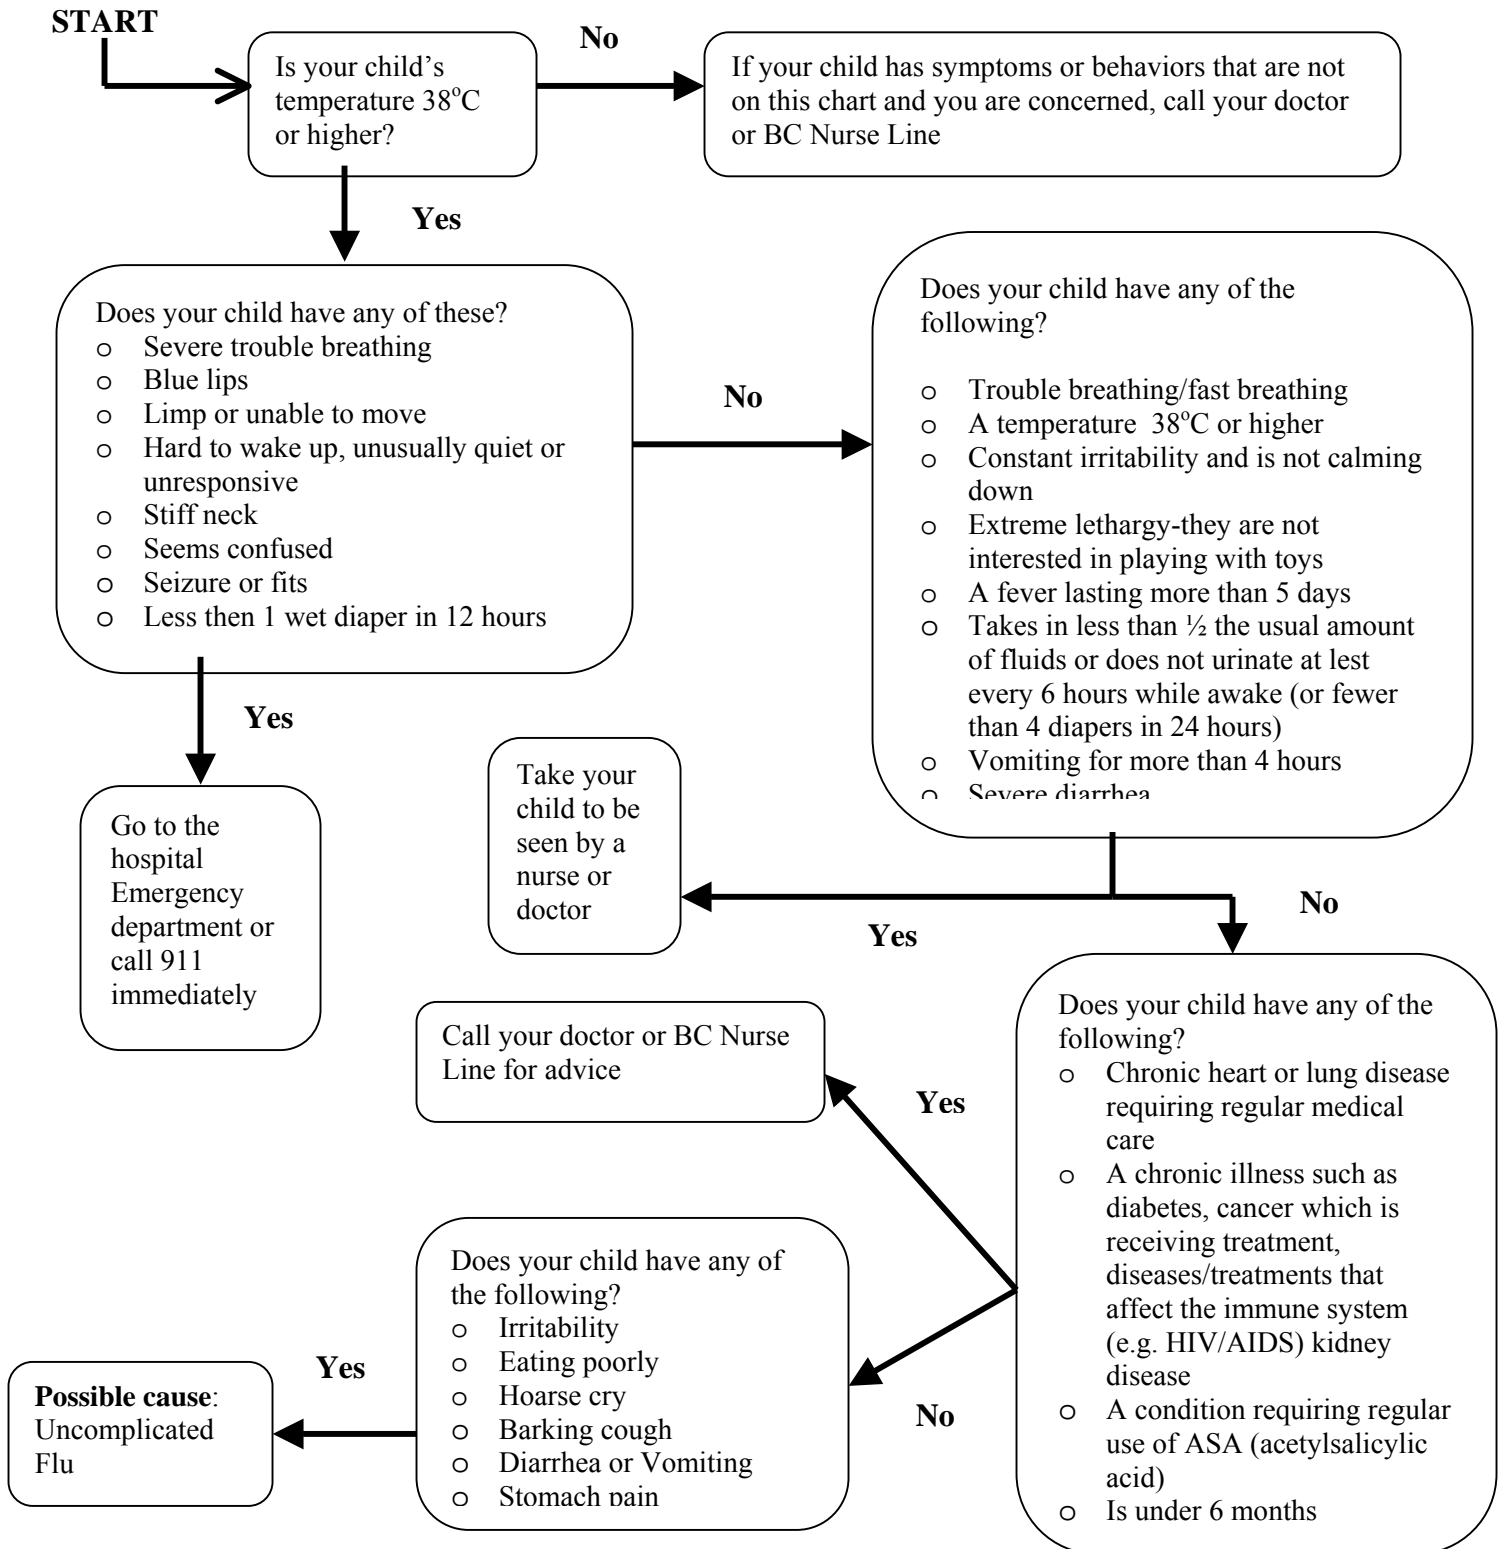 START
Is your child's
temperature 38°C
or higher?
No
If your child has symptoms or behaviors that are not
on this chart and you are concerned, call your doctor
or BC Nurse Line
Yes
Does your child have any of these?
o Severe trouble breathing
o Blue lips
o Limp or unable to move
o Hard to wake up, unusually quiet or
unresponsive
o Stiff neck
o Seems confused
o Seizure or fits
o Less then 1 wet diaper in 12 hours
No
Does your child have any of the
following?
o Trouble breathing/fast breathing
o A temperature 38°C or higher
o Constant irritability and is not calming
down
o Extreme lethargy-they are not
interested in playing with toys
o A fever lasting more than 5 days
o Takes in less than ½ the usual amount
of fluids or does not urinate at lest
every 6 hours while awake (or fewer
than 4 diapers in 24 hours)
o Vomiting for more than 4 hours
o Severe diarrhea
Yes
Go to the
hospital
Emergency
department or
call 911
immediately
Take your
child to be
seen by a
nurse or
doctor
Yes
No
Does your child have any of the
following?
o Chronic heart or lung disease
requiring regular medical
care
o A chronic illness such as
diabetes, cancer which is
receiving treatment,
diseases/treatments that
affect the immune system
(e.g. HIV/AIDS) kidney
disease
o A condition requiring regular
use of ASA (acetylsalicylic
acid)
o Is under 6 months
Yes
Call your doctor or BC Nurse
Line for advice
No
Does your child have any of
the following?
o Irritability
o Eating poorly
o Hoarse cry
o Barking cough
o Diarrhea or Vomiting
o Stomach pain
Yes
Possible cause:
Uncomplicated
Flu